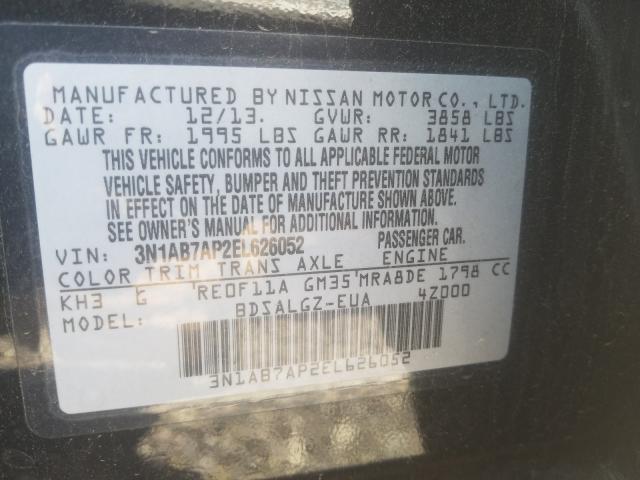 MANUFACTURED BY NISSAN MOTOR CO., LTD.
DATE: 12/13. GVWR: 3858 LBS
GAWR FR: 1995 LBS GAWR RR: 1841 LBS
THIS VEHICLE CONFORMS TO ALL APPLICABLE FEDERAL MOTOR
VEHICLE SAFETY, BUMPER AND THEFT PREVENTION STANDARDS
IN EFFECT ON THE DATE OF MANUFACTURE SHOWN ABOVE.
SEE OWNER'S MANUAL FOR ADDITIONAL INFORMATION.
VIN: 3N1AB7AP2EL626052 PASSENGER CAR.
COLOR TRIM TRANS AXLE ENGINE
KH3 G 'RE0F11A GM35'MRA8DE 1798 CC
MODEL: BDSALGZ-EUA 4Z000
3N1AB7AP2EL626052